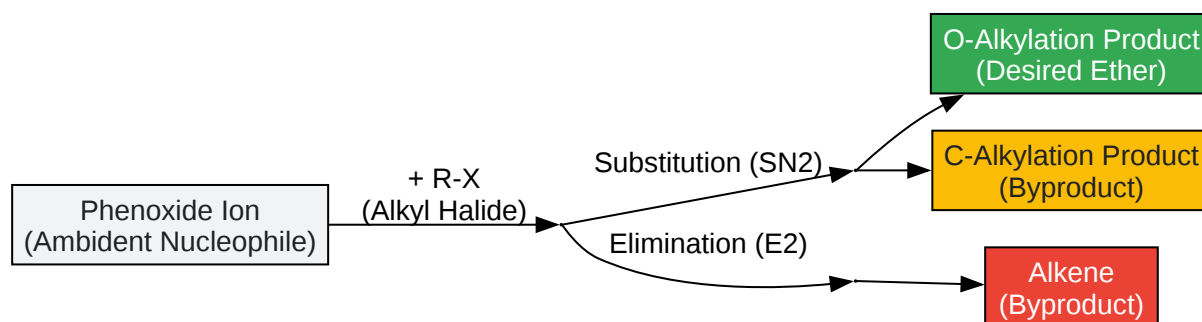 Phenoxide Ion
(Ambident Nucleophile)
+ R-X
(Alkyl Halide)
Substitution (SN2)
Elimination (E2)
O-Alkylation Product
(Desired Ether)
C-Alkylation Product
(Byproduct)
Alkene
(Byproduct)